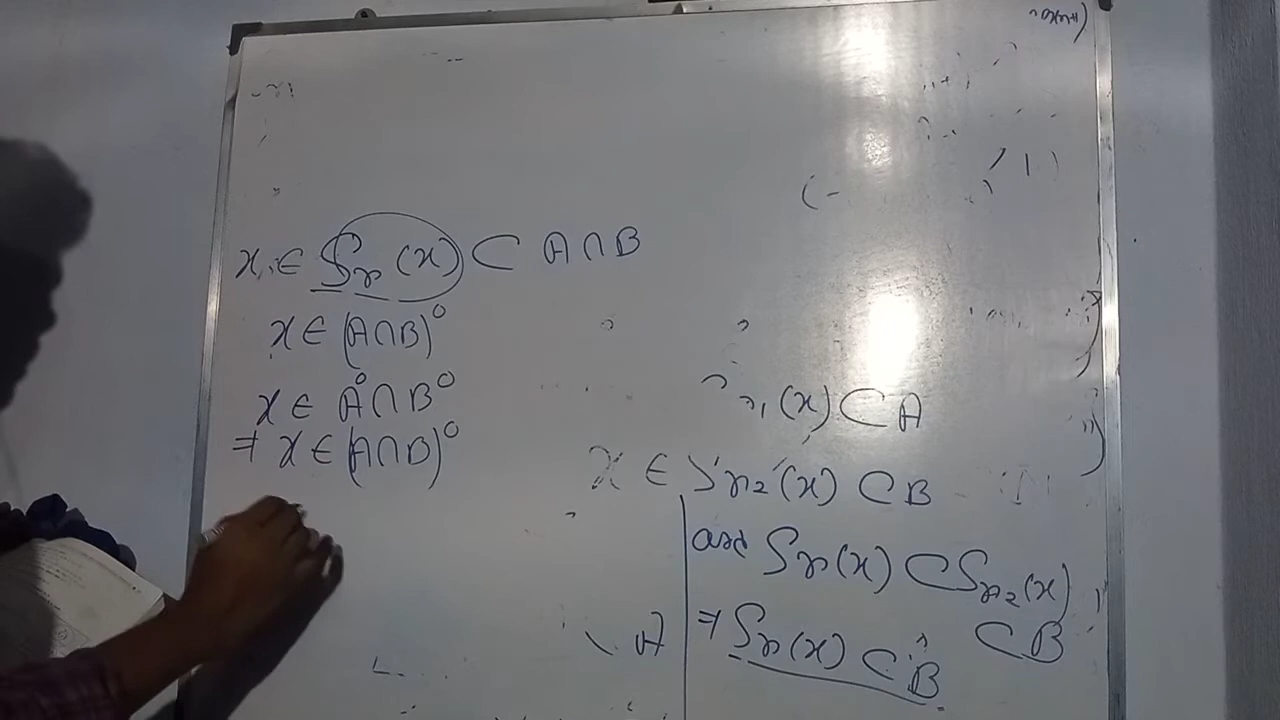 x ∈ Sr(x) ⊂ A∩B
x ∈ (A∩B)°
x ∈ A°∩B°
⇒ x ∈ (A∩B)°
r₁(x) ⊂ A
x ∈ Sr₂(x) ⊂ B
and Sr(x) ⊂ Sr₂(x)
⊂ B
⇒ Sr(x) ⊂ B
A